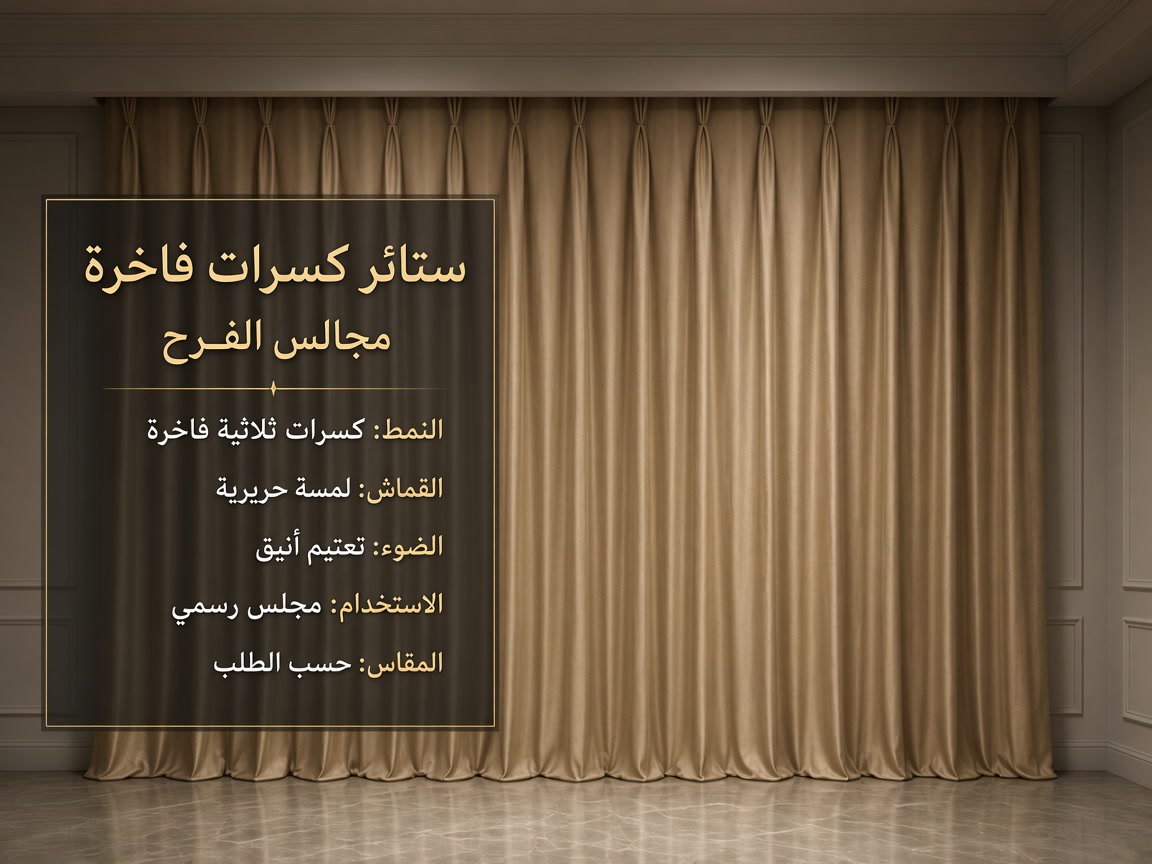 ستائر كسرات فاخرة
مجالس الفـرح
النمط: كسرات ثلاثية فاخرة
القماش: لمسة حريرية
الضوء: تعتيم أنيق
الاستخدام: مجلس رسمي
المقاس: حسب الطلب